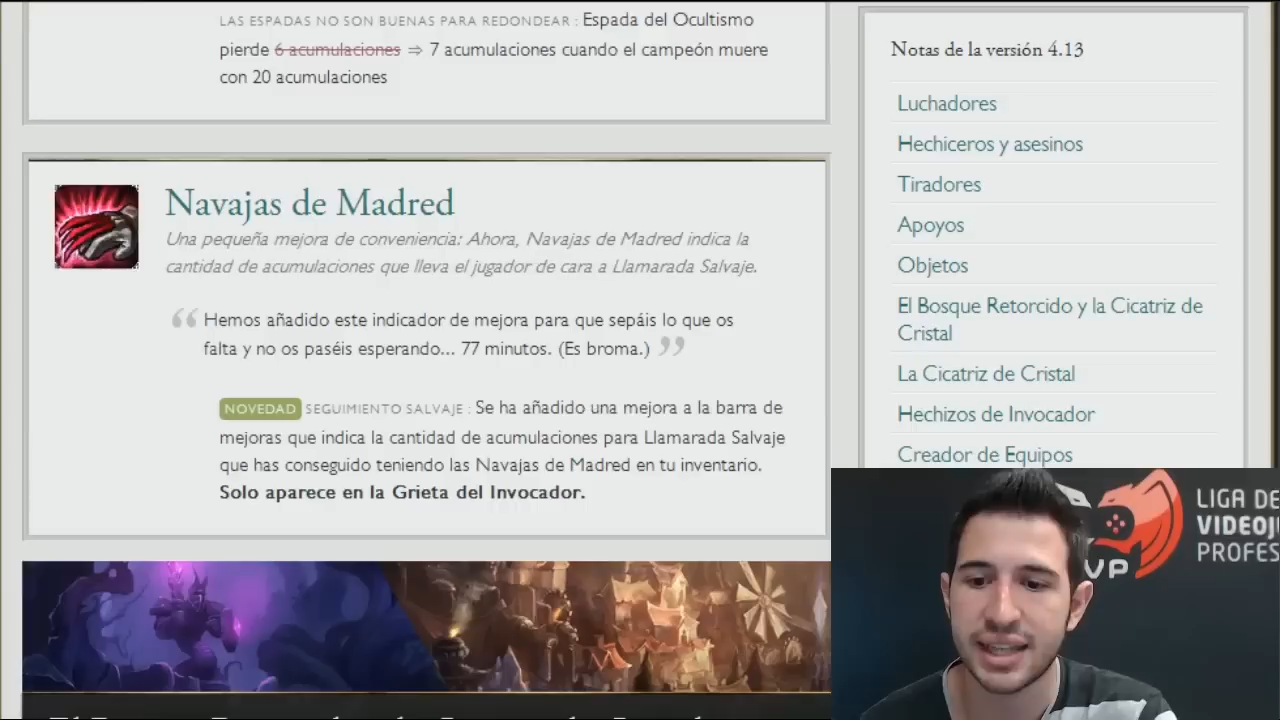 LAS ESPADAS NO SON BUENAS PARA REDONDEAR : Espada del Ocultismo
pierde 6 acumulaciones ⇒ 7 acumulaciones cuando el campeón muere
con 20 acumulaciones
Navajas de Madred
Una pequeña mejora de conveniencia: Ahora, Navajas de Madred indica la
cantidad de acumulaciones que lleva el jugador de cara a Llamarada Salvaje.
“ Hemos añadido este indicador de mejora para que sepáis lo que os
falta y no os paséis esperando... 77 minutos. (Es broma.) ”
NOVEDAD SEGUIMIENTO SALVAJE : Se ha añadido una mejora a la barra de
mejoras que indica la cantidad de acumulaciones para Llamarada Salvaje
que has conseguido teniendo las Navajas de Madred en tu inventario.
Solo aparece en la Grieta del Invocador.
Notas de la versión 4.13
Luchadores
Hechiceros y asesinos
Tiradores
Apoyos
Objetos
El Bosque Retorcido y la Cicatriz de
Cristal
La Cicatriz de Cristal
Hechizos de Invocador
Creador de Equipos
LIGA DE
VIDEOJ
PROFES
VP